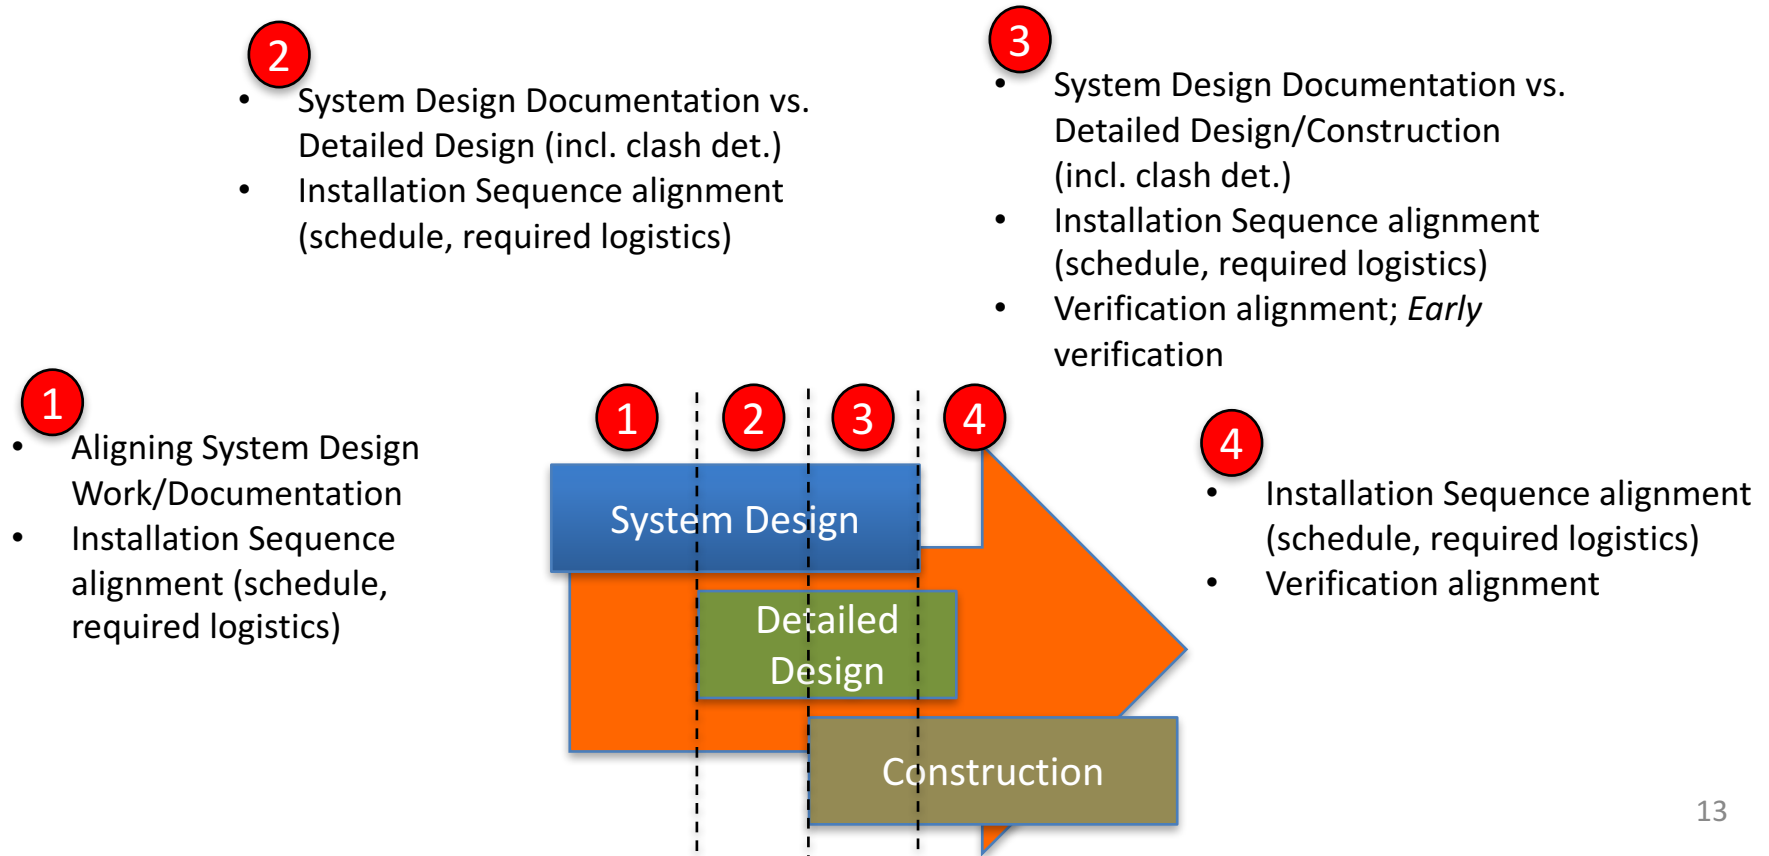 2
• System Design Documentation vs.
Detailed Design (incl. clash det.)
• Installation Sequence alignment
(schedule, required logistics)
3
• System Design Documentation vs.
Detailed Design/Construction
(incl. clash det.)
• Installation Sequence alignment
(schedule, required logistics)
• Verification alignment; Early
verification
1
• Aligning System Design
Work/Documentation
• Installation Sequence
alignment (schedule,
required logistics)
1 2 3 4
System Design
Detailed
Design
Construction
4
• Installation Sequence alignment
(schedule, required logistics)
• Verification alignment
13